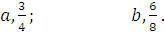 a, 3/4; b, 6/8.